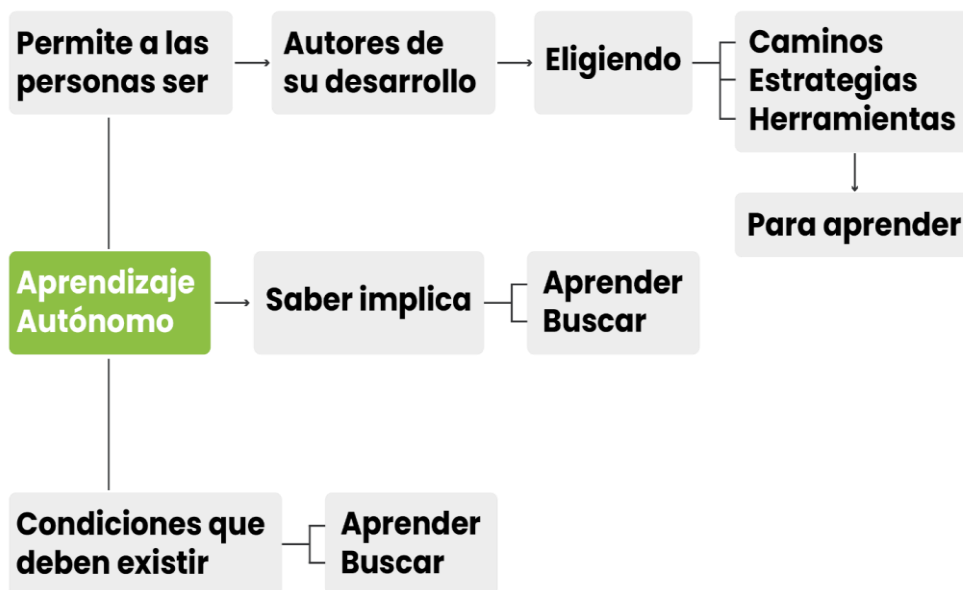 Permite a las
personas ser
Autores de
su desarrollo
Eligiendo
Caminos
Estrategias
Herramientas
Para aprender
Aprendizaje
Autónomo
Saber implica
Aprender
Buscar
Condiciones que
deben existir
Aprender
Buscar